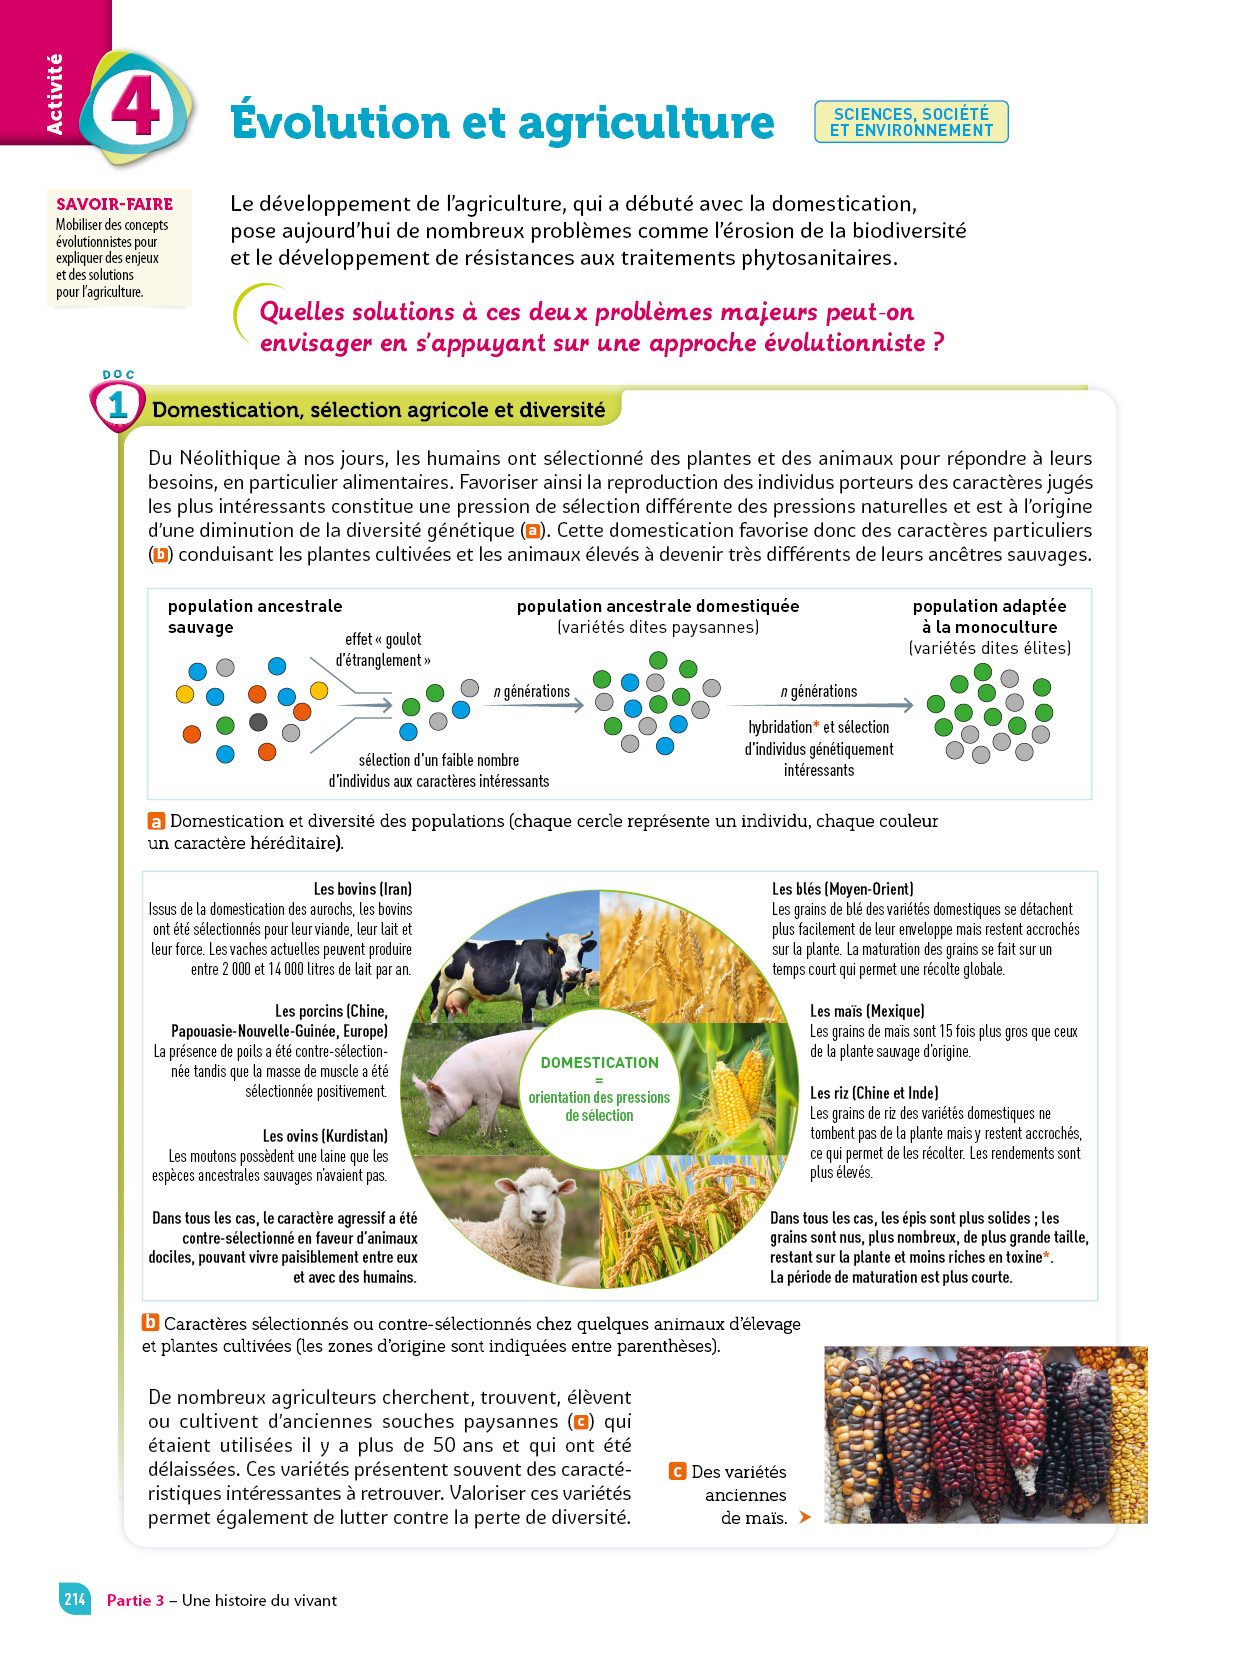 Activité
4
Évolution et agriculture
SCIENCES, SOCIÉTÉ
ET ENVIRONNEMENT
SAVOIR-FAIRE
Mobiliser des concepts
évolutionnistes pour
expliquer des enjeux
et des solutions
pour l'agriculture.
Le développement de l'agriculture, qui a débuté avec la domestication,
pose aujourd'hui de nombreux problèmes comme l'érosion de la biodiversité
et le développement de résistances aux traitements phytosanitaires.
Quelles solutions à ces deux problèmes majeurs peut-on
envisager en s'appuyant sur une approche évolutionniste ?
DOC
1
Domestication, sélection agricole et diversité
Du Néolithique à nos jours, les humains ont sélectionné des plantes et des animaux pour répondre à leurs
besoins, en particulier alimentaires. Favoriser ainsi la reproduction des individus porteurs des caractères jugés
les plus intéressants constitue une pression de sélection différente des pressions naturelles et est à l'origine
d'une diminution de la diversité génétique (a). Cette domestication favorise donc des caractères particuliers
(b) conduisant les plantes cultivées et les animaux élevés à devenir très différents de leurs ancêtres sauvages.
population ancestrale
sauvage
effet « goulot
d'étranglement »
sélection d'un faible nombre
d'individus aux caractères intéressants
n générations
population ancestrale domestiquée
(variétés dites paysannes)
n générations
hybridation* et sélection
d'individus génétiquement
intéressants
population adaptée
à la monoculture
(variétés dites élites)
a Domestication et diversité des populations (chaque cercle représente un individu, chaque couleur
un caractère héréditaire).
Les bovins (Iran)
Issus de la domestication des aurochs, les bovins
ont été sélectionnés pour leur viande, leur lait et
leur force. Les vaches actuelles peuvent produire
entre 2 000 et 14 000 litres de lait par an.
Les porcins (Chine,
Papouasie-Nouvelle-Guinée, Europe)
La présence de poils a été contre-sélection-
née tandis que la masse de muscle a été
sélectionnée positivement.
Les ovins (Kurdistan)
Les moutons possèdent une laine que les
espèces ancestrales sauvages n'avaient pas.
Dans tous les cas, le caractère agressif a été
contre-sélectionné en faveur d'animaux
dociles, pouvant vivre paisiblement entre eux
et avec des humains.
DOMESTICATION
=
orientation des pressions
de sélection
Les blés (Moyen-Orient)
Les grains de blé des variétés domestiques se détachent
plus facilement de leur enveloppe mais restent accrochés
sur la plante. La maturation des grains se fait sur un
temps court qui permet une récolte globale.
Les maïs (Mexique)
Les grains de maïs sont 15 fois plus gros que ceux
de la plante sauvage d'origine.
Les riz (Chine et Inde)
Les grains de riz des variétés domestiques ne
tombent pas de la plante mais y restent accrochés,
ce qui permet de les récolter. Les rendements sont
plus élevés.
Dans tous les cas, les épis sont plus solides ; les
grains sont nus, plus nombreux, de plus grande taille,
restant sur la plante et moins riches en toxine*.
La période de maturation est plus courte.
b Caractères sélectionnés ou contre-sélectionnés chez quelques animaux d'élevage
et plantes cultivées (les zones d'origine sont indiquées entre parenthèses).
De nombreux agriculteurs cherchent, trouvent, élèvent
ou cultivent d'anciennes souches paysannes (c) qui
étaient utilisées il y a plus de 50 ans et qui ont été
délaissées. Ces variétés présentent souvent des caracté-
ristiques intéressantes à retrouver. Valoriser ces variétés
permet également de lutter contre la perte de diversité.
c Des variétés
anciennes
de maïs.
214
Partie 3 – Une histoire du vivant